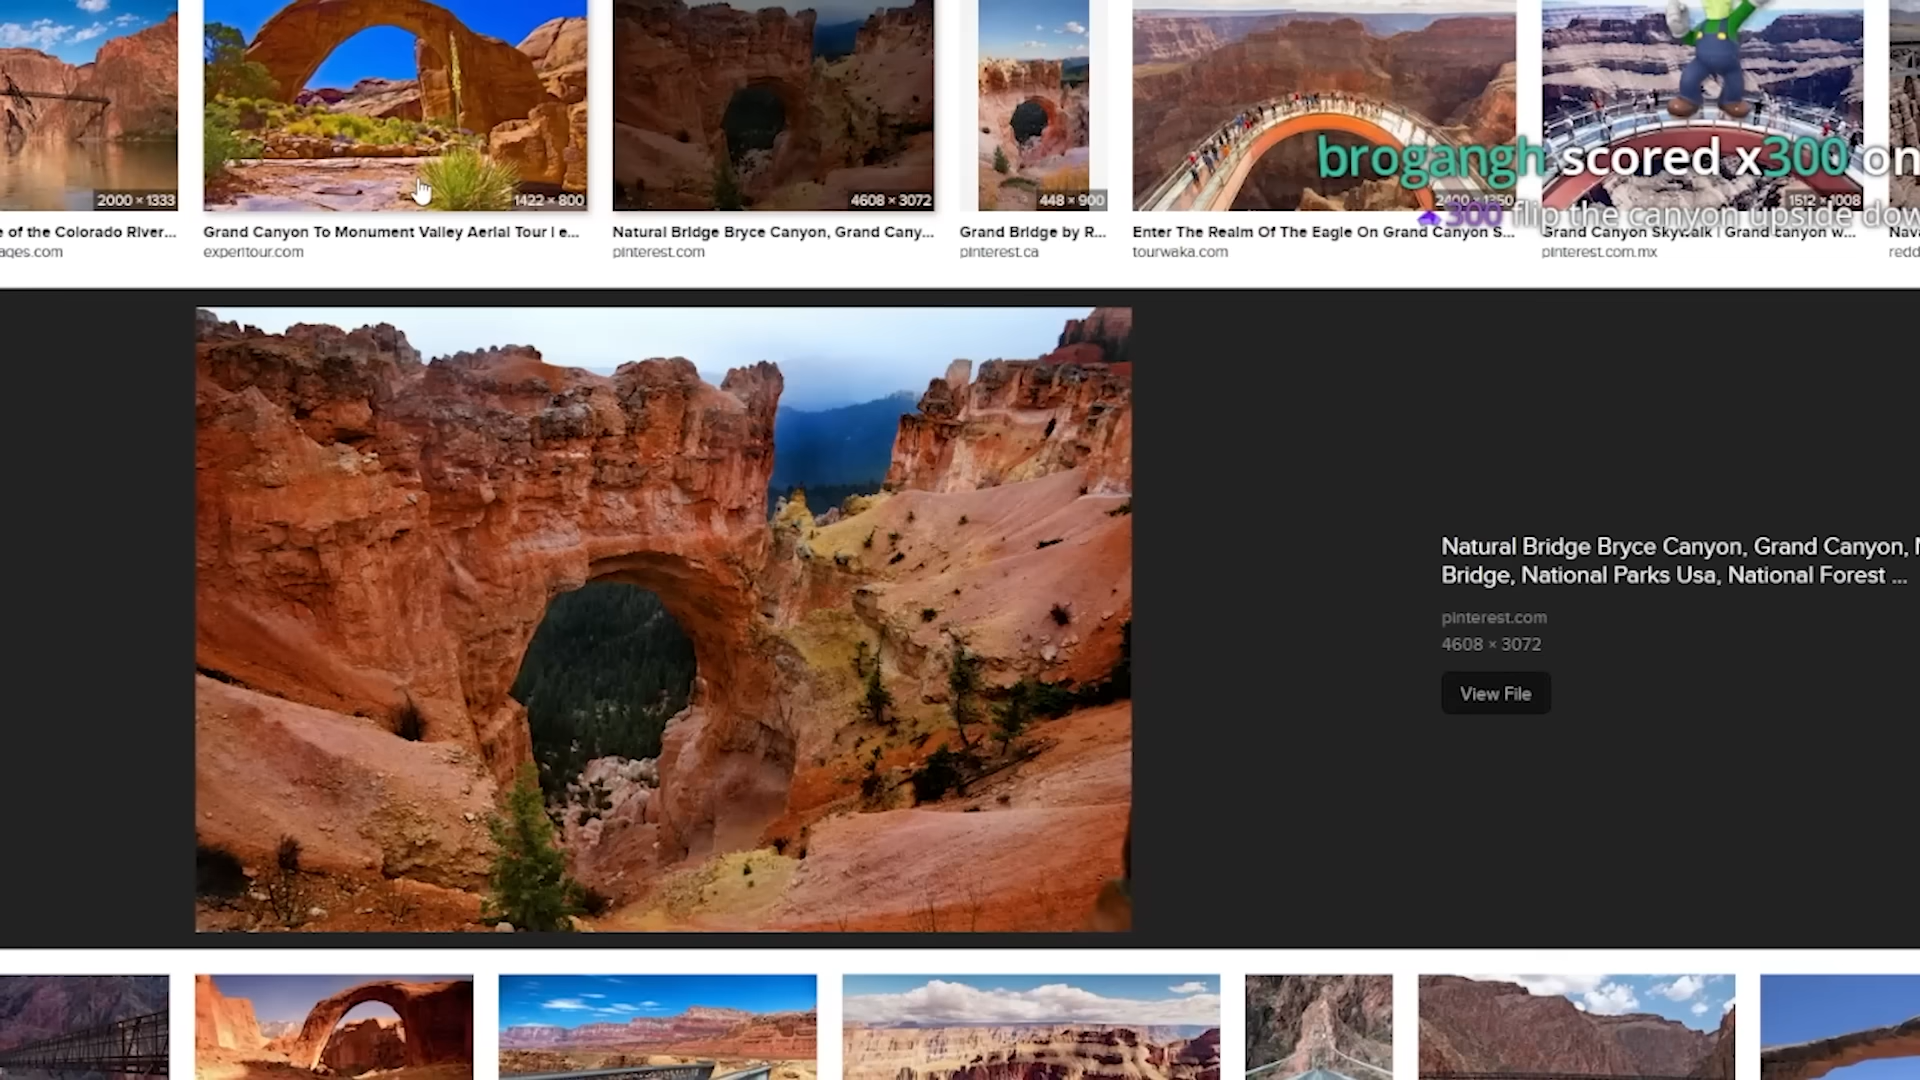 2000 × 1333
1422 × 800
4608 × 3072
448 × 900
2400 × 1350
1512 × 1008
brogangh scored x300 on
300 flip the canyon upside dow
e of the Colorado River...
Grand Canyon To Monument Valley Aerial Tour | e...
Natural Bridge Bryce Canyon, Grand Cany...
Grand Bridge by R...
Enter The Realm Of The Eagle On Grand Canyon S...
Grand Canyon Skywalk | Grand canyon w...
Nava
ages.com
experitour.com
pinterest.com
pinterest.ca
tourwaka.com
pinterest.com.mx
redd
Natural Bridge Bryce Canyon, Grand Canyon, N
Bridge, National Parks Usa, National Forest ...
pinterest.com
4608 × 3072
View File